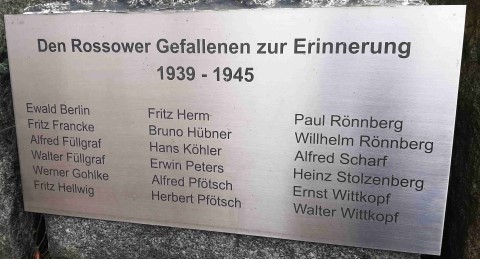 Den Rossower Gefallenen zur Erinnerung
1939 - 1945
Ewald Berlin
Fritz Francke
Alfred Füllgraf
Walter Füllgraf
Werner Gohlke
Fritz Hellwig
Fritz Herm
Bruno Hübner
Hans Köhler
Erwin Peters
Alfred Pfötsch
Herbert Pfötsch
Paul Rönnberg
Willhelm Rönnberg
Alfred Scharf
Heinz Stolzenberg
Ernst Wittkopf
Walter Wittkopf